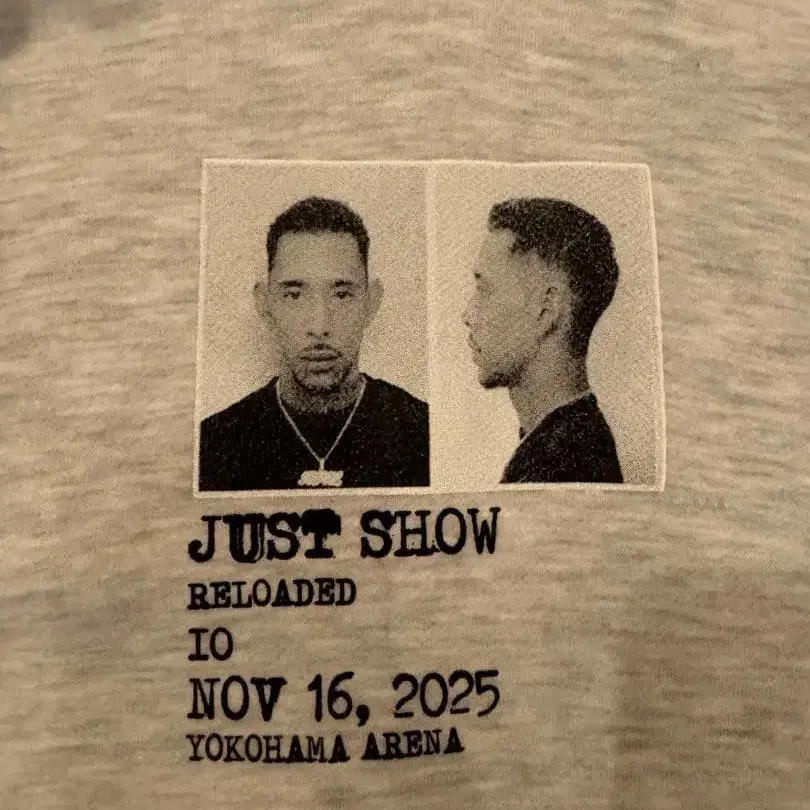 JUST SHOW
RELOADED
IO
NOV 16, 2025
YOKOHAMA ARENA